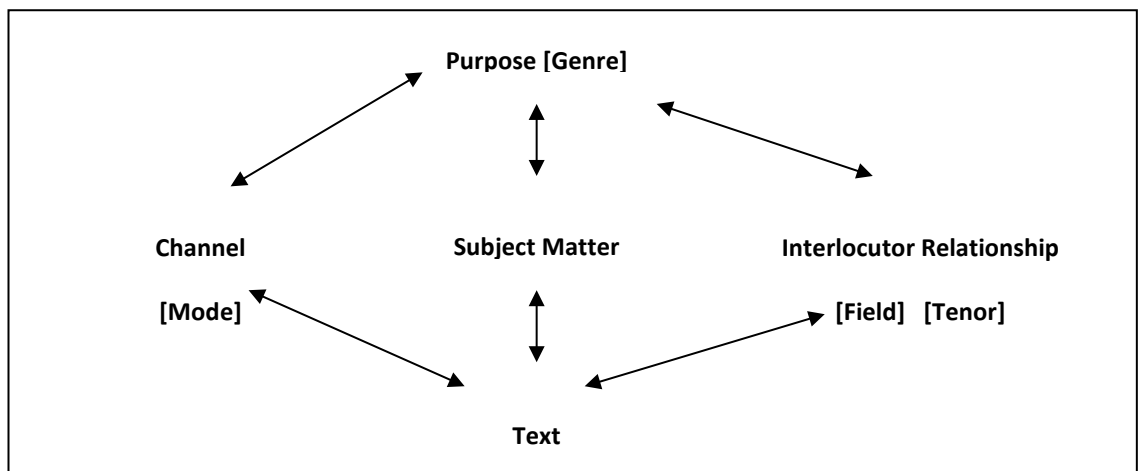 Purpose [Genre]
Channel Subject Matter Interlocutor Relationship
[Mode] [Field] [Tenor]
Text